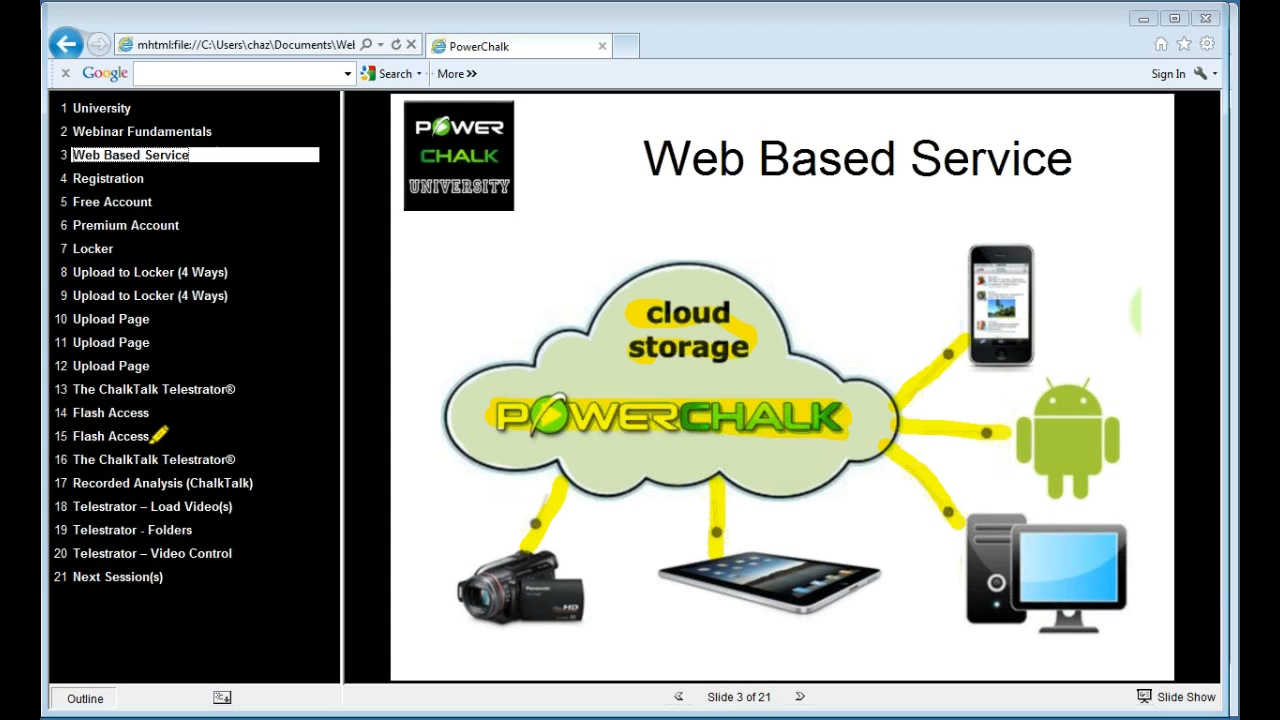 mhtml:file://C:\Users\chaz\Documents\Wel
PowerChalk
Google
Search
More »
Sign In
1 University
2 Webinar Fundamentals
3 Web Based Service
4 Registration
5 Free Account
6 Premium Account
7 Locker
8 Upload to Locker (4 Ways)
9 Upload to Locker (4 Ways)
10 Upload Page
11 Upload Page
12 Upload Page
13 The ChalkTalk Telestrator®
14 Flash Access
15 Flash Access
16 The ChalkTalk Telestrator®
17 Recorded Analysis (ChalkTalk)
18 Telestrator – Load Video(s)
19 Telestrator - Folders
20 Telestrator – Video Control
21 Next Session(s)
POWER
CHALK
UNIVERSITY
Web Based Service
cloud
storage
POWERCHALK
Panasonic
HD
Outline
Slide 3 of 21
Slide Show